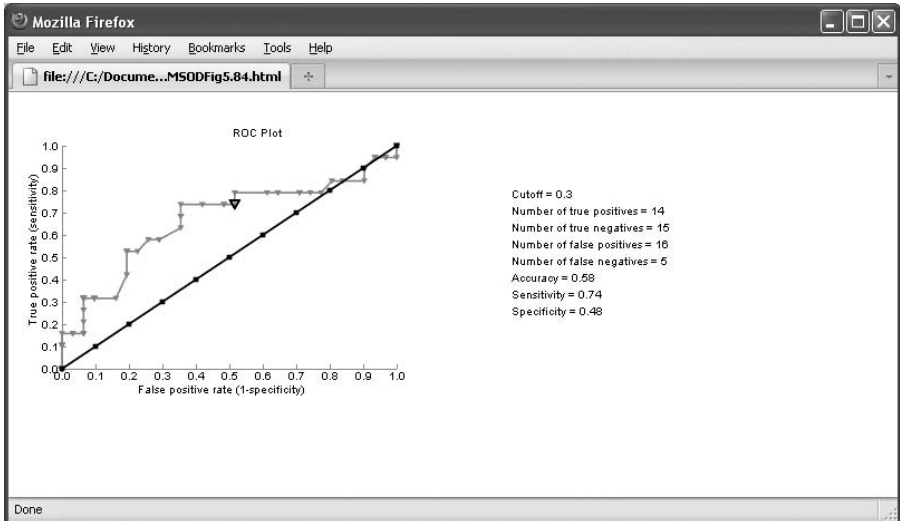 Mozilla Firefox
File Edit View History Bookmarks Tools Help
file:///C:/Docume...MSODFig5.84.html
ROC Plot
1.0
0.9
0.8
0.7
0.6
0.5
0.4
0.3
0.2
0.1
0.0
True positive rate (sensitivity)
0.0 0.1 0.2 0.3 0.4 0.5 0.6 0.7 0.8 0.9 1.0
False positive rate (1-specificity)
Cutoff = 0.3
Number of true positives = 14
Number of true negatives = 15
Number of false positives = 16
Number of false negatives = 5
Accuracy = 0.58
Sensitivity = 0.74
Specificity = 0.48
Done